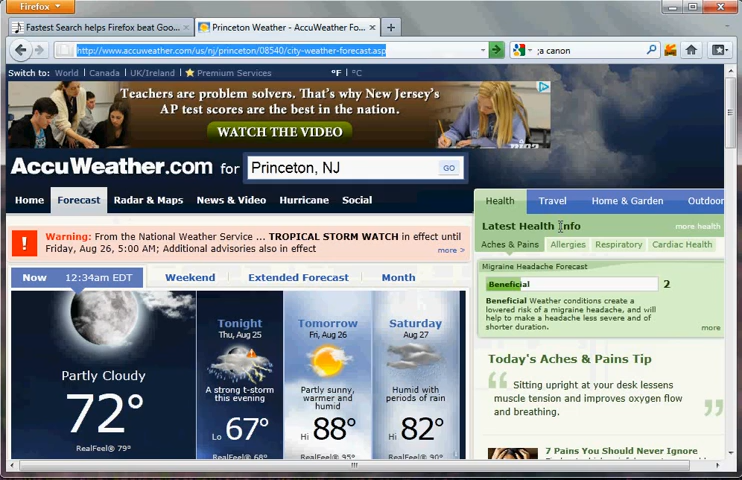 Firefox
Fastest Search helps Firefox beat Goo...
Princeton Weather - AccuWeather Fo...
http://www.accuweather.com/us/nj/princeton/08540/city-weather-forecast.asp
;a canon
Switch to: World | Canada | UK/Ireland | Premium Services
°F | °C
Teachers are problem solvers. That's why New Jersey's
AP test scores are the best in the nation.
WATCH THE VIDEO
AccuWeather.com for Princeton, NJ GO
Home Forecast Radar & Maps News & Video Hurricane Social
Warning: From the National Weather Service ... TROPICAL STORM WATCH in effect until
Friday, Aug 26, 5:00 AM; Additional advisories also in effect
more >
Now 12:34am EDT Weekend Extended Forecast Month
Partly Cloudy
72°
RealFeel® 79°
Tonight
Thu, Aug 25
A strong t-storm
this evening
Lo 67°
RealFeel® 68°
Tomorrow
Fri, Aug 26
Partly sunny,
warmer and
humid
Hi 88°
RealFeel® 95°
Saturday
Aug 27
Humid with
periods of rain
Hi 82°
RealFeel® 90°
Health Travel Home & Garden Outdoor
Latest Health Info
more health
Aches & Pains Allergies Respiratory Cardiac Health
Migraine Headache Forecast
Beneficial 2
Beneficial Weather conditions create a
lowered risk of a migraine headache, and will
help to make a headache less severe and of
shorter duration.
more
Today's Aches & Pains Tip
Sitting upright at your desk lessens
muscle tension and improves oxygen flow
and breathing.
7 Pains You Should Never Ignore